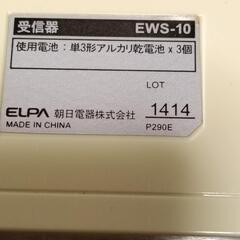 受信器 EWS-10
使用電池：単3形アルカリ乾電池 x 3個
LOT
1414
ELPA 朝日電器株式会社
MADE IN CHINA P290E